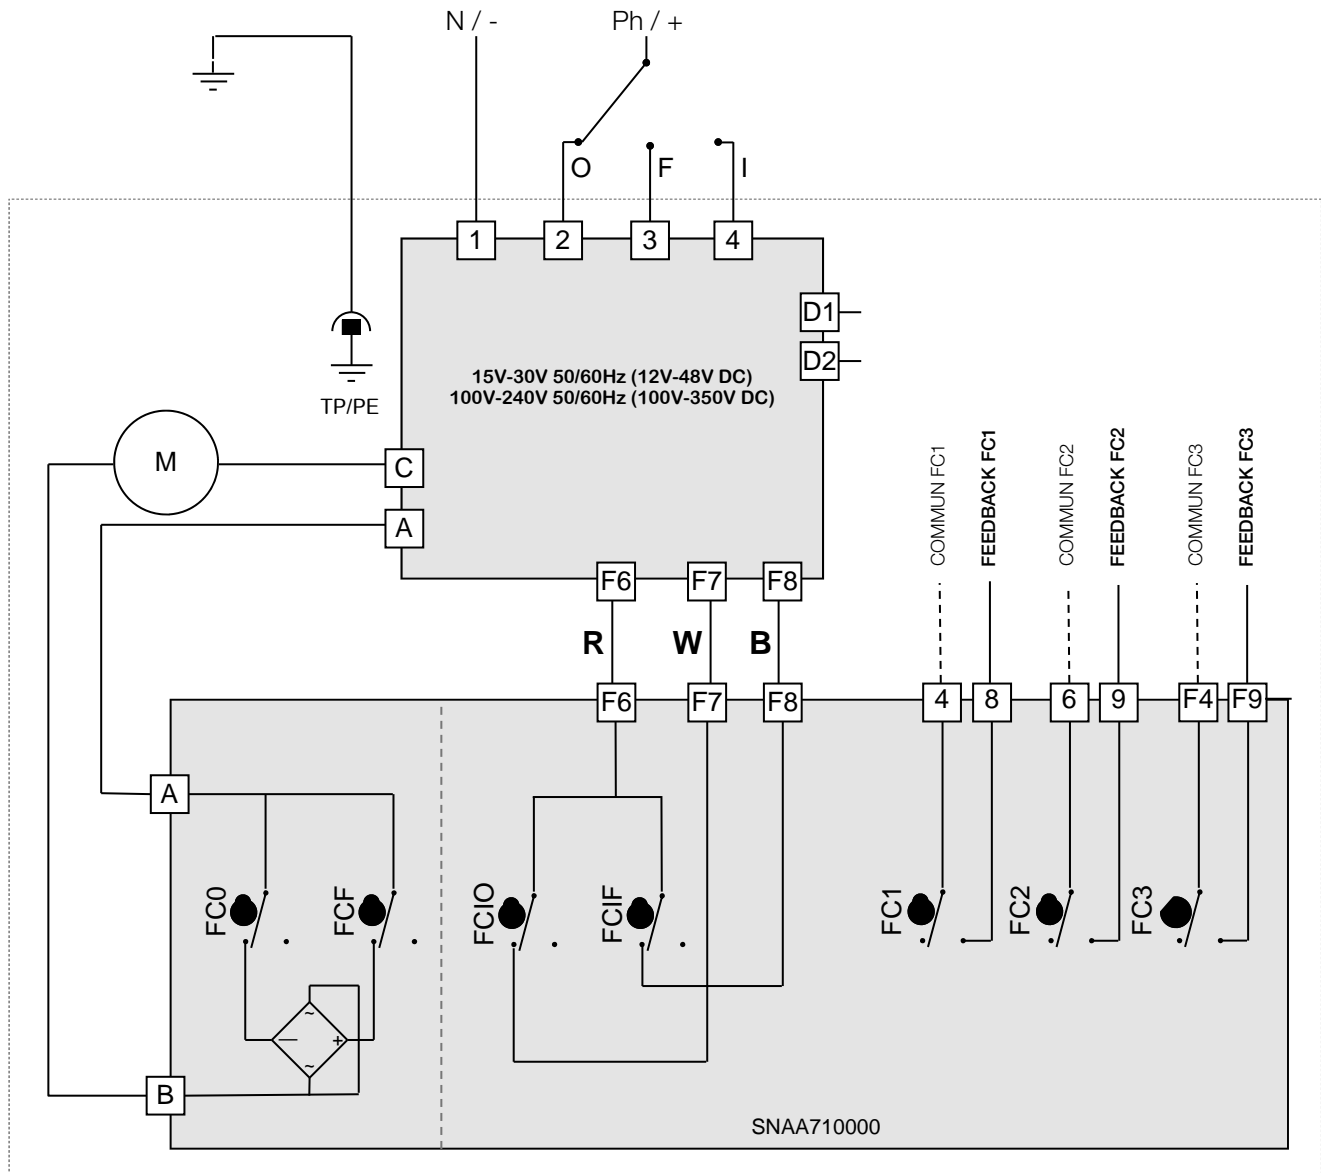 N / -
Ph / +
O
F
I
1
2
3
4
D1
D2
15V-30V 50/60Hz (12V-48V DC)
100V-240V 50/60Hz (100V-350V DC)
TP/PE
M
C
A
COMMUN FC1
FEEDBACK FC1
COMMUN FC2
FEEDBACK FC2
COMMUN FC3
FEEDBACK FC3
F6
F7
F8
R
W
B
F6
F7
F8
4
8
6
9
F4
F9
A
FC0
FCF
FCIO
FCIF
FC1
FC2
FC3
~
— +
~
B
SNAA710000